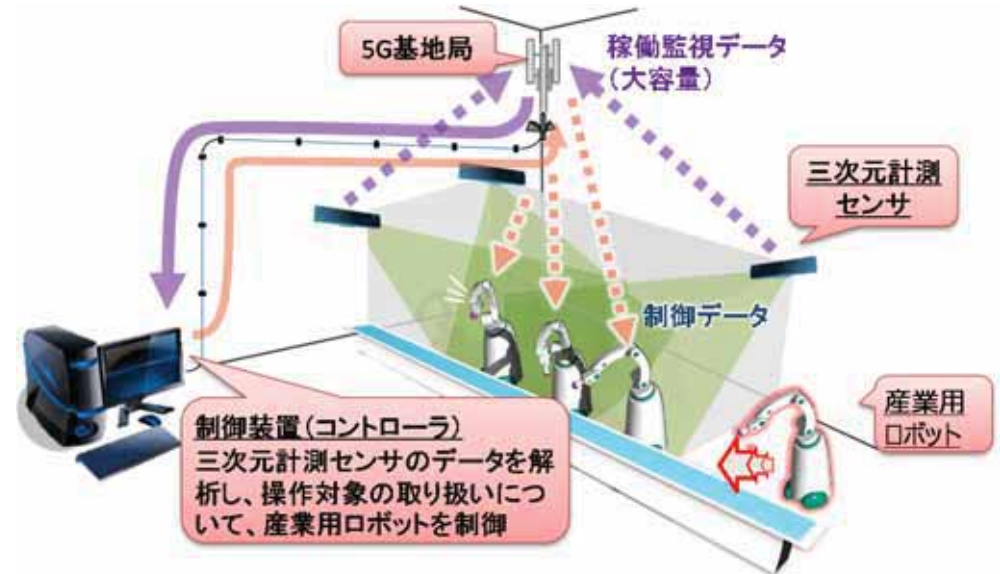 5G基地局
稼働監視データ
（大容量）
三次元計測
センサ
制御データ
産業用
ロボット
制御装置（コントローラ）
三次元計測センサのデータを解
析し、操作対象の取り扱いにつ
いて、産業用ロボットを制御